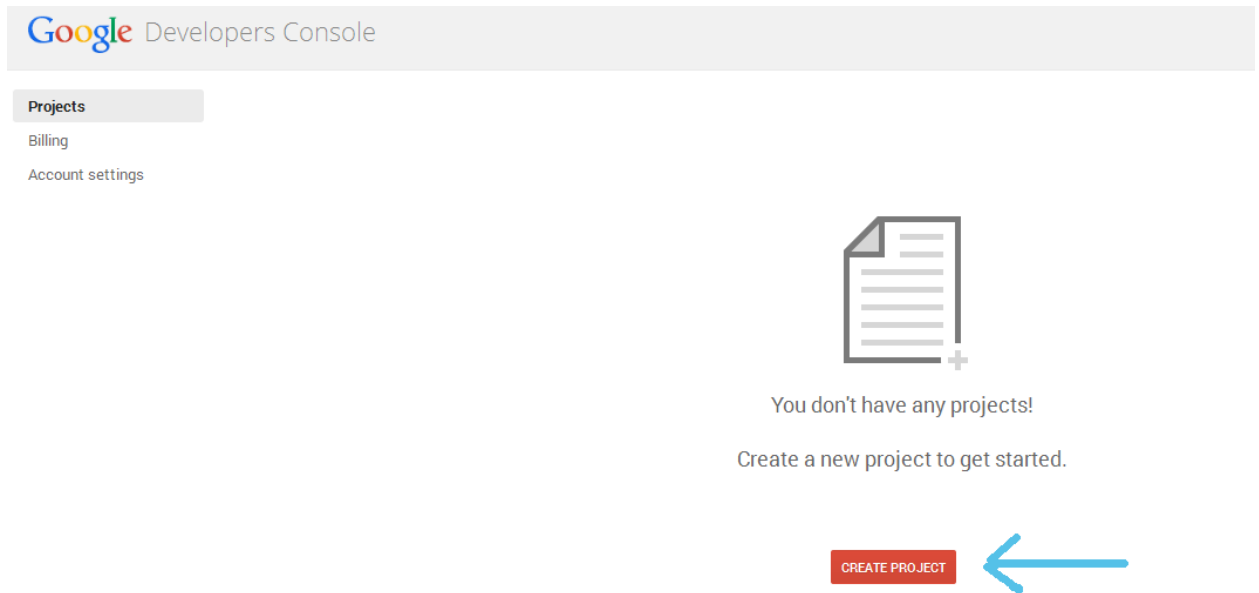 Google Developers Console
Projects
Billing
Account settings
You don't have any projects!
Create a new project to get started.
CREATE PROJECT